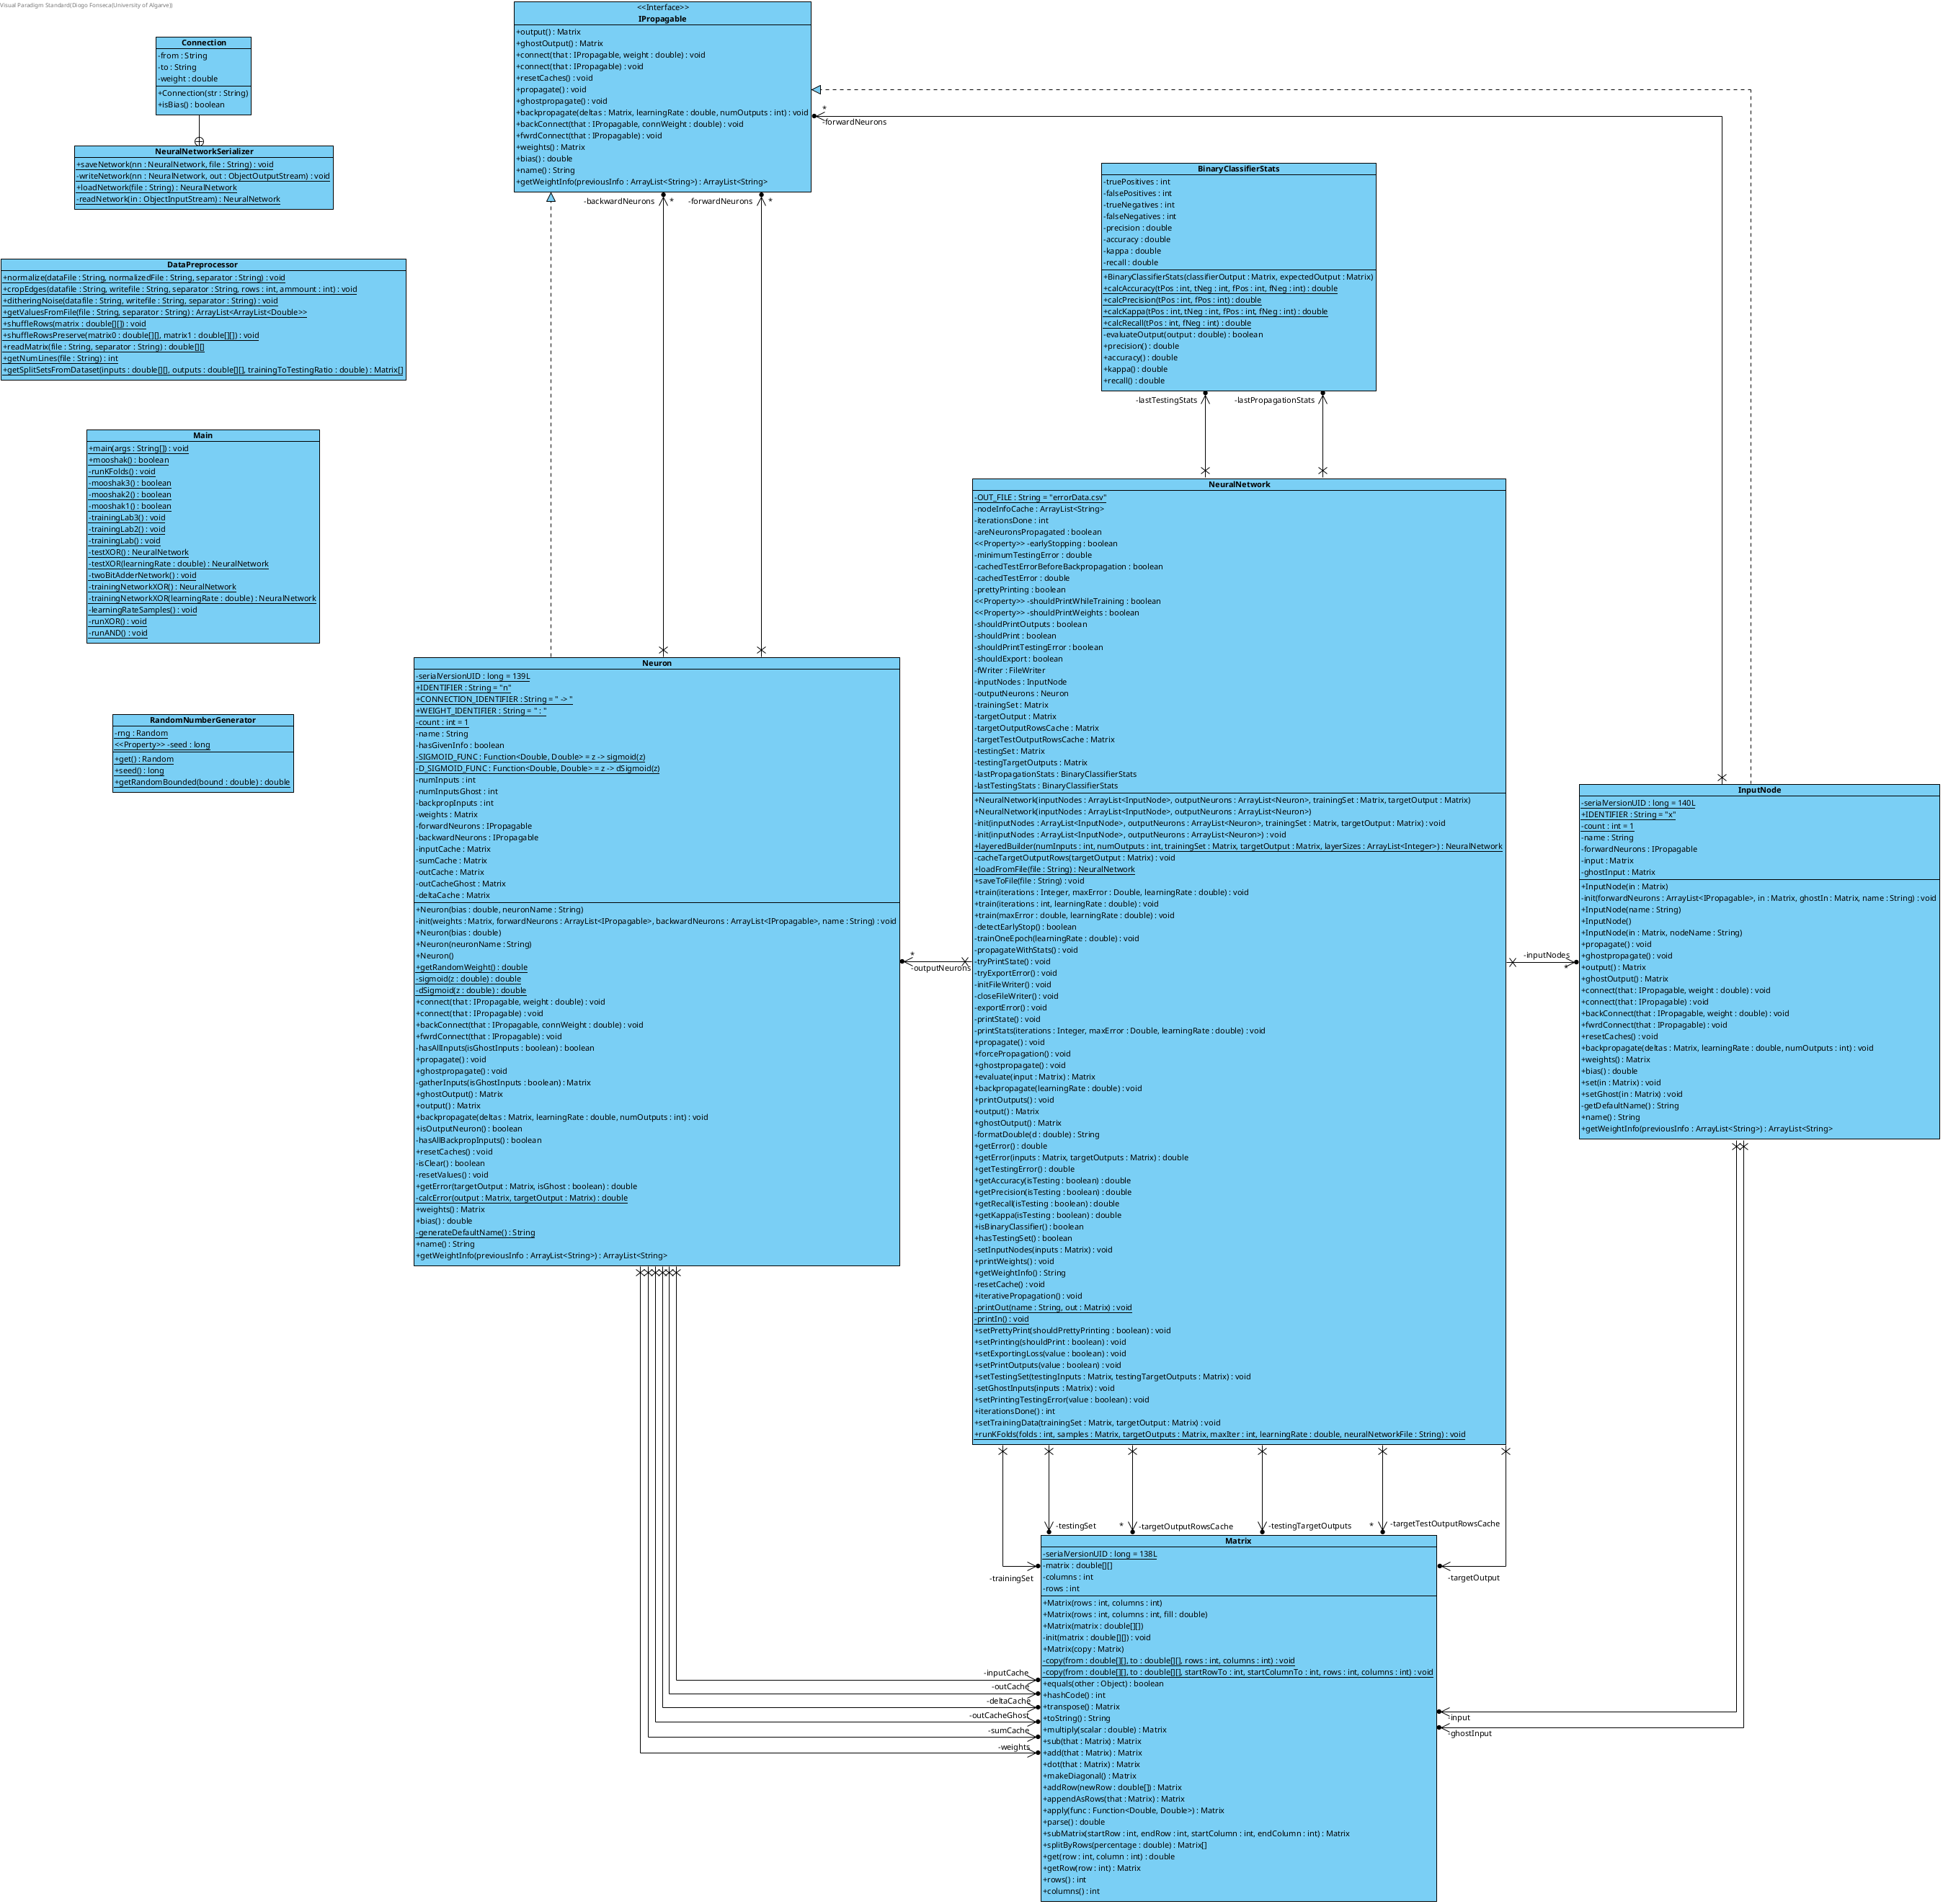 Visual Paradigm Standard(Diogo Fonseca(University of Algarve))
<<Interface>>
IPropagable
+output() : Matrix
+ghostOutput() : Matrix
+connect(that : IPropagable, weight : double) : void
+connect(that : IPropagable) : void
+resetCaches() : void
+propagate() : void
+ghostpropagate() : void
+backpropagate(deltas : Matrix, learningRate : double, numOutputs : int) : void
+backConnect(that : IPropagable, connWeight : double) : void
+fwrdConnect(that : IPropagable) : void
+weights() : Matrix
+bias() : double
+name() : String
+getWeightInfo(previousInfo : ArrayList<String>) : ArrayList<String>
*
-forwardNeurons
-backwardNeurons
*
-forwardNeurons
*
Connection
-from : String
-to : String
-weight : double
+Connection(str : String)
+isBias() : boolean
NeuralNetworkSerializer
+saveNetwork(nn : NeuralNetwork, file : String) : void
-writeNetwork(nn : NeuralNetwork, out : ObjectOutputStream) : void
+loadNetwork(file : String) : NeuralNetwork
-readNetwork(in : ObjectInputStream) : NeuralNetwork
DataPreprocessor
+normalize(dataFile : String, normalizedFile : String, separator : String) : void
+cropEdges(datafile : String, writefile : String, separator : String, rows : int, ammount : int) : void
+ditheringNoise(datafile : String, writefile : String, separator : String) : void
+getValuesFromFile(file : String, separator : String) : ArrayList<ArrayList<Double>>
+shuffleRows(matrix : double[][]) : void
+shuffleRowsPreserve(matrix0 : double[][], matrix1 : double[][]) : void
+readMatrix(file : String, separator : String) : double[][]
+getNumLines(file : String) : int
+getSplitSetsFromDataset(inputs : double[][], outputs : double[][], trainingToTestingRatio : double) : Matrix[]
Main
+main(args : String[]) : void
+mooshak() : boolean
-runKFolds() : void
-mooshak3() : boolean
-mooshak2() : boolean
-mooshak1() : boolean
-trainingLab3() : void
-trainingLab2() : void
-trainingLab() : void
-testXOR() : NeuralNetwork
-testXOR(learningRate : double) : NeuralNetwork
-twoBitAdderNetwork() : void
-trainingNetworkXOR() : NeuralNetwork
-trainingNetworkXOR(learningRate : double) : NeuralNetwork
-learningRateSamples() : void
-runXOR() : void
-runAND() : void
RandomNumberGenerator
-rng : Random
<<Property>> -seed : long
+get() : Random
+seed() : long
+getRandomBounded(bound : double) : double
BinaryClassifierStats
-truePositives : int
-falsePositives : int
-trueNegatives : int
-falseNegatives : int
-precision : double
-accuracy : double
-kappa : double
-recall : double
+BinaryClassifierStats(classifierOutput : Matrix, expectedOutput : Matrix)
+calcAccuracy(tPos : int, tNeg : int, fPos : int, fNeg : int) : double
+calcPrecision(tPos : int, fPos : int) : double
+calcKappa(tPos : int, tNeg : int, fPos : int, fNeg : int) : double
+calcRecall(tPos : int, fNeg : int) : double
-evaluateOutput(output : double) : boolean
+precision() : double
+accuracy() : double
+kappa() : double
+recall() : double
-lastTestingStats
-lastPropagationStats
Neuron
-serialVersionUID : long = 139L
+IDENTIFIER : String = "n"
+CONNECTION_IDENTIFIER : String = " -> "
+WEIGHT_IDENTIFIER : String = " : "
-count : int = 1
-name : String
-hasGivenInfo : boolean
-SIGMOID_FUNC : Function<Double, Double> = z -> sigmoid(z)
-D_SIGMOID_FUNC : Function<Double, Double> = z -> dSigmoid(z)
-numInputs : int
-numInputsGhost : int
-backpropInputs : int
-weights : Matrix
-forwardNeurons : IPropagable
-backwardNeurons : IPropagable
-inputCache : Matrix
-sumCache : Matrix
-outCache : Matrix
-outCacheGhost : Matrix
-deltaCache : Matrix
+Neuron(bias : double, neuronName : String)
-init(weights : Matrix, forwardNeurons : ArrayList<IPropagable>, backwardNeurons : ArrayList<IPropagable>, name : String) : void
+Neuron(bias : double)
+Neuron(neuronName : String)
+Neuron()
+getRandomWeight() : double
-sigmoid(z : double) : double
-dSigmoid(z : double) : double
+connect(that : IPropagable, weight : double) : void
+connect(that : IPropagable) : void
+backConnect(that : IPropagable, connWeight : double) : void
+fwrdConnect(that : IPropagable) : void
-hasAllInputs(isGhostInputs : boolean) : boolean
+propagate() : void
+ghostpropagate() : void
-gatherInputs(isGhostInputs : boolean) : Matrix
+ghostOutput() : Matrix
+output() : Matrix
+backpropagate(deltas : Matrix, learningRate : double, numOutputs : int) : void
+isOutputNeuron() : boolean
-hasAllBackpropInputs() : boolean
+resetCaches() : void
-isClear() : boolean
-resetValues() : void
+getError(targetOutput : Matrix, isGhost : boolean) : double
-calcError(output : Matrix, targetOutput : Matrix) : double
+weights() : Matrix
+bias() : double
-generateDefaultName() : String
+name() : String
+getWeightInfo(previousInfo : ArrayList<String>) : ArrayList<String>
*
-outputNeurons
NeuralNetwork
-OUT_FILE : String = "errorData.csv"
-nodeInfoCache : ArrayList<String>
-iterationsDone : int
-areNeuronsPropagated : boolean
<<Property>> -earlyStopping : boolean
-minimumTestingError : double
-cachedTestErrorBeforeBackpropagation : boolean
-cachedTestError : double
-prettyPrinting : boolean
<<Property>> -shouldPrintWhileTraining : boolean
<<Property>> -shouldPrintWeights : boolean
-shouldPrintOutputs : boolean
-shouldPrint : boolean
-shouldPrintTestingError : boolean
-shouldExport : boolean
-fWriter : FileWriter
-inputNodes : InputNode
-outputNeurons : Neuron
-trainingSet : Matrix
-targetOutput : Matrix
-targetOutputRowsCache : Matrix
-targetTestOutputRowsCache : Matrix
-testingSet : Matrix
-testingTargetOutputs : Matrix
-lastPropagationStats : BinaryClassifierStats
-lastTestingStats : BinaryClassifierStats
+NeuralNetwork(inputNodes : ArrayList<InputNode>, outputNeurons : ArrayList<Neuron>, trainingSet : Matrix, targetOutput : Matrix)
+NeuralNetwork(inputNodes : ArrayList<InputNode>, outputNeurons : ArrayList<Neuron>)
-init(inputNodes : ArrayList<InputNode>, outputNeurons : ArrayList<Neuron>, trainingSet : Matrix, targetOutput : Matrix) : void
-init(inputNodes : ArrayList<InputNode>, outputNeurons : ArrayList<Neuron>) : void
+layeredBuilder(numInputs : int, numOutputs : int, trainingSet : Matrix, targetOutput : Matrix, layerSizes : ArrayList<Integer>) : NeuralNetwork
-cacheTargetOutputRows(targetOutput : Matrix) : void
+loadFromFile(file : String) : NeuralNetwork
+saveToFile(file : String) : void
+train(iterations : Integer, maxError : Double, learningRate : double) : void
+train(iterations : int, learningRate : double) : void
+train(maxError : double, learningRate : double) : void
-detectEarlyStop() : boolean
-trainOneEpoch(learningRate : double) : void
-propagateWithStats() : void
-tryPrintState() : void
-tryExportError() : void
-initFileWriter() : void
-closeFileWriter() : void
-exportError() : void
-printState() : void
-printStats(iterations : Integer, maxError : Double, learningRate : double) : void
+propagate() : void
+forcePropagation() : void
+ghostpropagate() : void
+evaluate(input : Matrix) : Matrix
+backpropagate(learningRate : double) : void
+printOutputs() : void
+output() : Matrix
+ghostOutput() : Matrix
-formatDouble(d : double) : String
+getError() : double
+getError(inputs : Matrix, targetOutputs : Matrix) : double
+getTestingError() : double
+getAccuracy(isTesting : boolean) : double
+getPrecision(isTesting : boolean) : double
+getRecall(isTesting : boolean) : double
+getKappa(isTesting : boolean) : double
+isBinaryClassifier() : boolean
+hasTestingSet() : boolean
-setInputNodes(inputs : Matrix) : void
+printWeights() : void
+getWeightInfo() : String
-resetCache() : void
+iterativePropagation() : void
-printOut(name : String, out : Matrix) : void
-printIn() : void
+setPrettyPrint(shouldPrettyPrinting : boolean) : void
+setPrinting(shouldPrint : boolean) : void
+setExportingLoss(value : boolean) : void
+setPrintOutputs(value : boolean) : void
+setTestingSet(testingInputs : Matrix, testingTargetOutputs : Matrix) : void
-setGhostInputs(inputs : Matrix) : void
+setPrintingTestingError(value : boolean) : void
+iterationsDone() : int
+setTrainingData(trainingSet : Matrix, targetOutput : Matrix) : void
+runKFolds(folds : int, samples : Matrix, targetOutputs : Matrix, maxIter : int, learningRate : double, neuralNetworkFile : String) : void
-inputNodes
*
InputNode
-serialVersionUID : long = 140L
+IDENTIFIER : String = "x"
-count : int = 1
-name : String
-forwardNeurons : IPropagable
-input : Matrix
-ghostInput : Matrix
+InputNode(in : Matrix)
-init(forwardNeurons : ArrayList<IPropagable>, in : Matrix, ghostIn : Matrix, name : String) : void
+InputNode(name : String)
+InputNode()
+InputNode(in : Matrix, nodeName : String)
+propagate() : void
+ghostpropagate() : void
+output() : Matrix
+ghostOutput() : Matrix
+connect(that : IPropagable, weight : double) : void
+connect(that : IPropagable) : void
+backConnect(that : IPropagable, weight : double) : void
+fwrdConnect(that : IPropagable) : void
+resetCaches() : void
+backpropagate(deltas : Matrix, learningRate : double, numOutputs : int) : void
+weights() : Matrix
+bias() : double
+set(in : Matrix) : void
+setGhost(in : Matrix) : void
-getDefaultName() : String
+name() : String
+getWeightInfo(previousInfo : ArrayList<String>) : ArrayList<String>
-testingSet
*
-targetOutputRowsCache
-testingTargetOutputs
*
-targetTestOutputRowsCache
-trainingSet
-targetOutput
-inputCache
-outCache
-deltaCache
-outCacheGhost
-sumCache
-weights
-input
-ghostInput
Matrix
-serialVersionUID : long = 138L
-matrix : double[][]
-columns : int
-rows : int
+Matrix(rows : int, columns : int)
+Matrix(rows : int, columns : int, fill : double)
+Matrix(matrix : double[][])
-init(matrix : double[][]) : void
+Matrix(copy : Matrix)
-copy(from : double[][], to : double[][], rows : int, columns : int) : void
-copy(from : double[][], to : double[][], startRowTo : int, startColumnTo : int, rows : int, columns : int) : void
+equals(other : Object) : boolean
+hashCode() : int
+transpose() : Matrix
+toString() : String
+multiply(scalar : double) : Matrix
+sub(that : Matrix) : Matrix
+add(that : Matrix) : Matrix
+dot(that : Matrix) : Matrix
+makeDiagonal() : Matrix
+addRow(newRow : double[]) : Matrix
+appendAsRows(that : Matrix) : Matrix
+apply(func : Function<Double, Double>) : Matrix
+parse() : double
+subMatrix(startRow : int, endRow : int, startColumn : int, endColumn : int) : Matrix
+splitByRows(percentage : double) : Matrix[]
+get(row : int, column : int) : double
+getRow(row : int) : Matrix
+rows() : int
+columns() : int